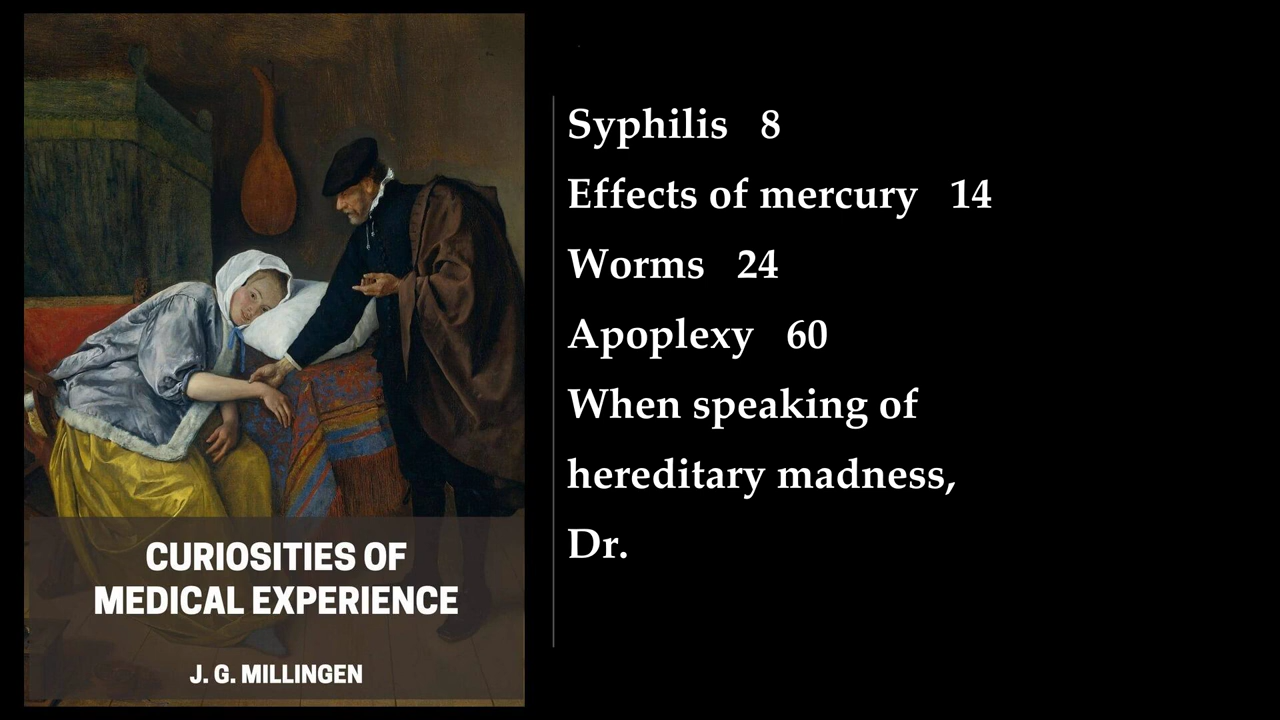 CURIOSITIES OF
MEDICAL EXPERIENCE
J. G. MILLINGEN
Syphilis 8
Effects of mercury 14
Worms 24
Apoplexy 60
When speaking of
hereditary madness,
Dr.